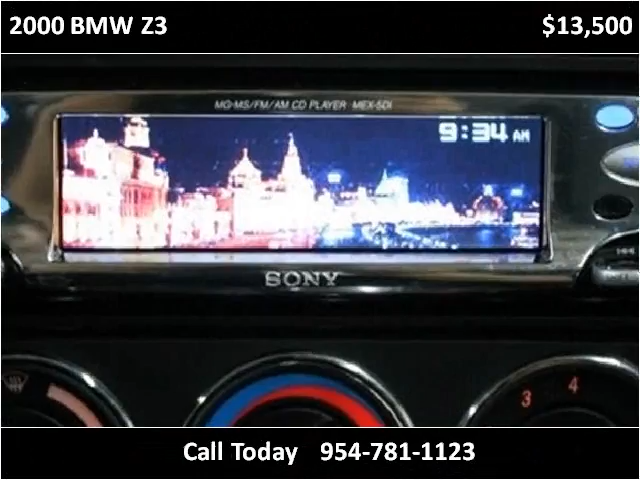 2000 BMW Z3 $13,500
MG-MS/FM/AM CD PLAYER MEX-5DI
9:34 AM
SONY
3 4
Call Today 954-781-1123